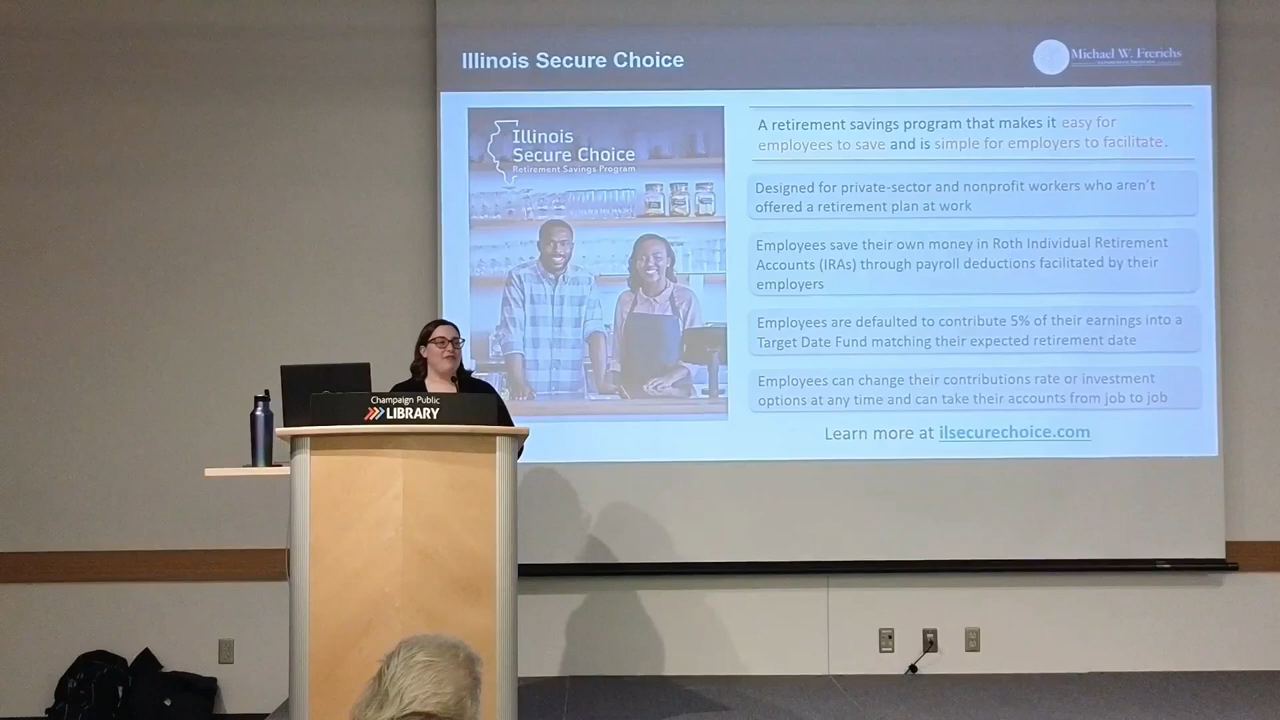 Illinois Secure Choice
Michael W. Frerichs
Illinois
Secure Choice
Retirement Savings Program
A retirement savings program that makes it easy for
employees to save and is simple for employers to facilitate.
Designed for private-sector and nonprofit workers who aren't
offered a retirement plan at work
Employees save their own money in Roth Individual Retirement
Accounts (IRAs) through payroll deductions facilitated by their
employers
Employees are defaulted to contribute 5% of their earnings into a
Target Date Fund matching their expected retirement date
Employees can change their contributions rate or investment
options at any time and can take their accounts from job to job
Learn more at ilsecurechoice.com
Champaign Public
LIBRARY